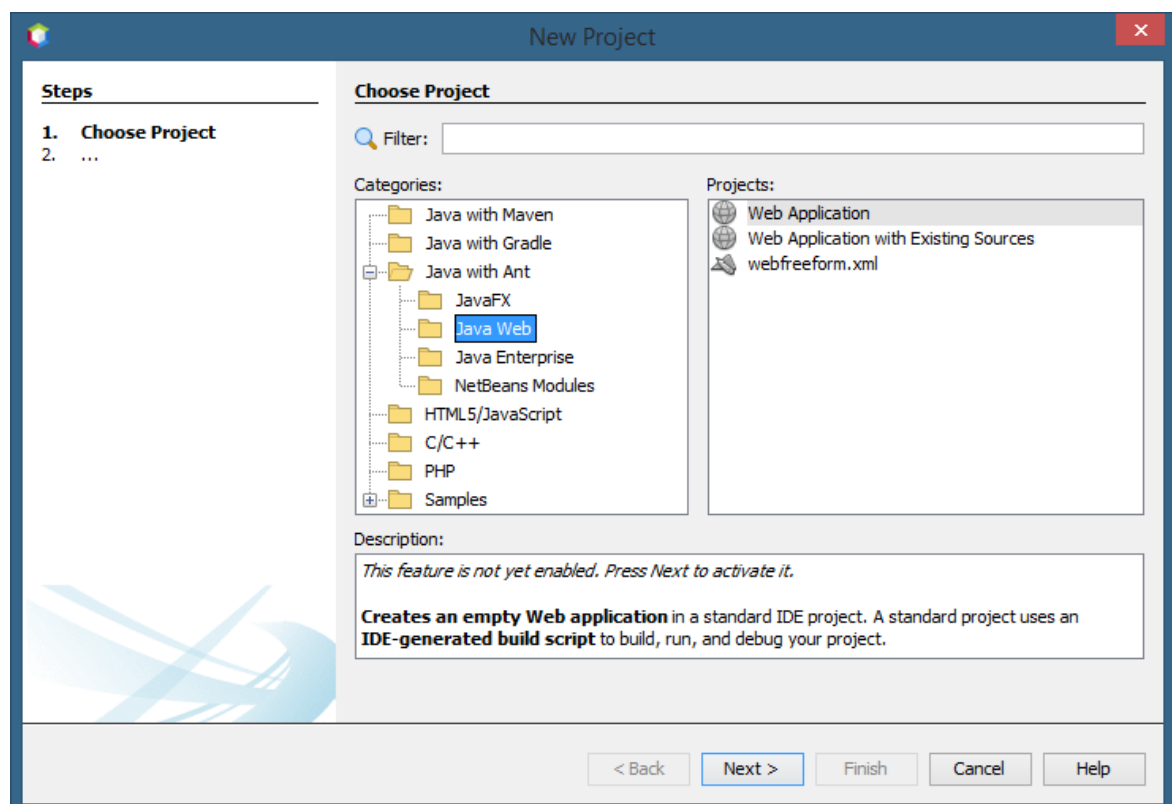 New Project
Steps
1. Choose Project
2. ...
Choose Project
Filter:
Categories:
Java with Maven
Java with Gradle
Java with Ant
JavaFX
Java Web
Java Enterprise
NetBeans Modules
HTML5/JavaScript
C/C++
PHP
Samples
Projects:
Web Application
Web Application with Existing Sources
webfreeform.xml
Description:
This feature is not yet enabled. Press Next to activate it.
Creates an empty Web application in a standard IDE project. A standard project uses an
IDE-generated build script to build, run, and debug your project.
< Back
Next >
Finish
Cancel
Help